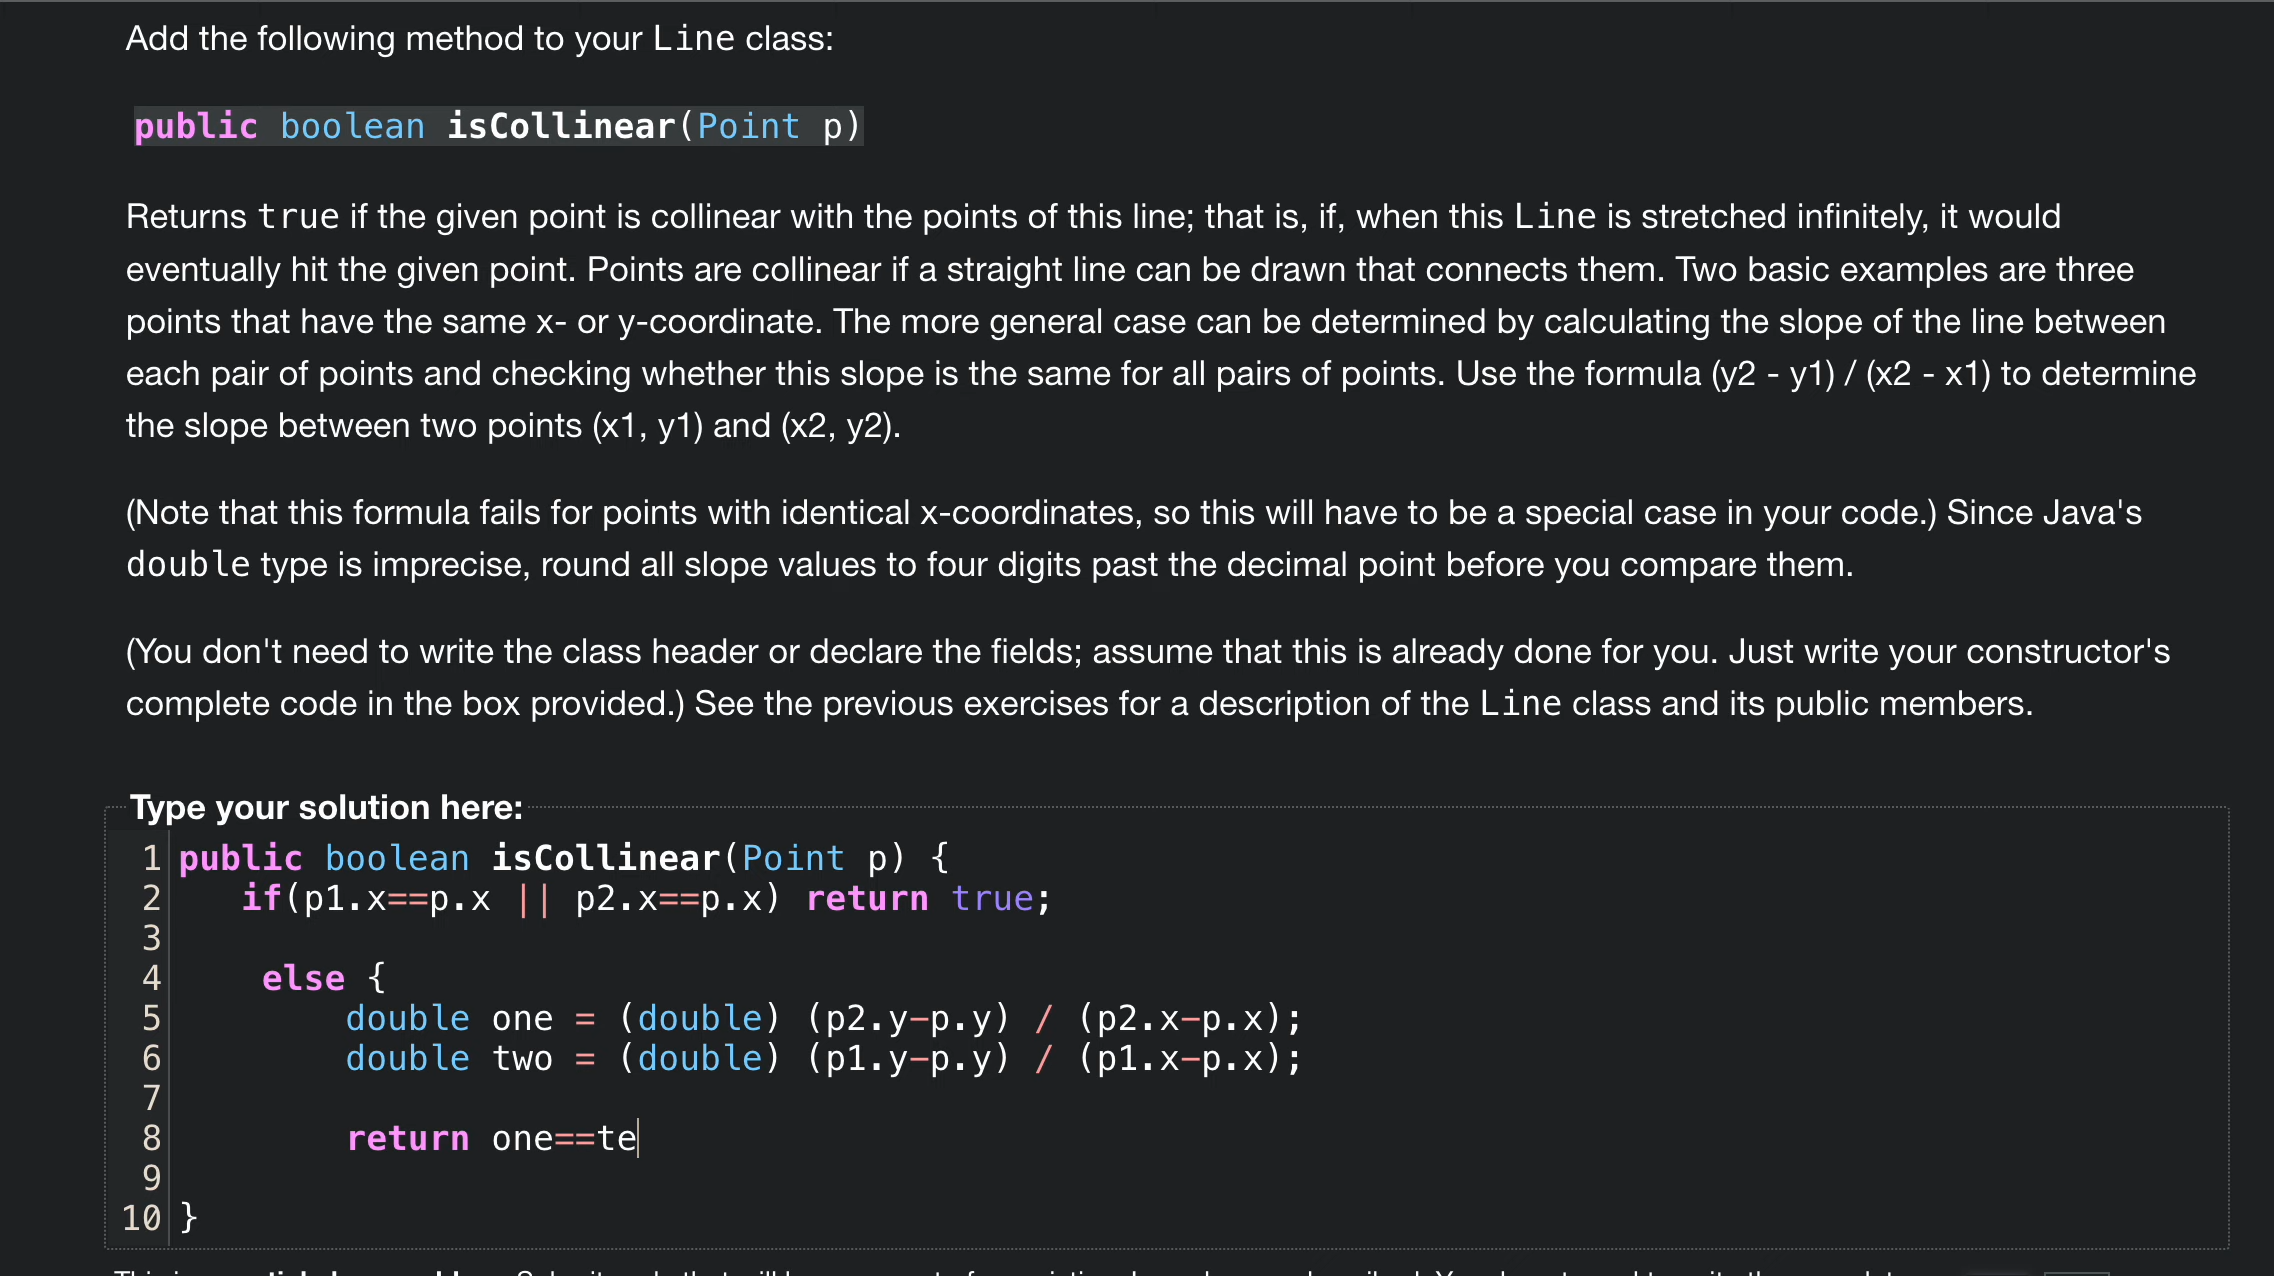 Add the following method to your Line class:
public boolean isCollinear(Point p)
Returns true if the given point is collinear with the points of this line; that is, if, when this Line is stretched infinitely, it would
eventually hit the given point. Points are collinear if a straight line can be drawn that connects them. Two basic examples are three
points that have the same x- or y-coordinate. The more general case can be determined by calculating the slope of the line between
each pair of points and checking whether this slope is the same for all pairs of points. Use the formula (y2 - y1) / (x2 - x1) to determine
the slope between two points (x1, y1) and (x2, y2).
(Note that this formula fails for points with identical x-coordinates, so this will have to be a special case in your code.) Since Java's
double type is imprecise, round all slope values to four digits past the decimal point before you compare them.
(You don't need to write the class header or declare the fields; assume that this is already done for you. Just write your constructor's
complete code in the box provided.) See the previous exercises for a description of the Line class and its public members.
Type your solution here:
1 public boolean isCollinear(Point p) {
2 if(p1.x==p.x || p2.x==p.x) return true;
3
4 else {
5 double one = (double) (p2.y-p.y) / (p2.x-p.x);
6 double two = (double) (p1.y-p.y) / (p1.x-p.x);
7
8 return one==te
9
10 }